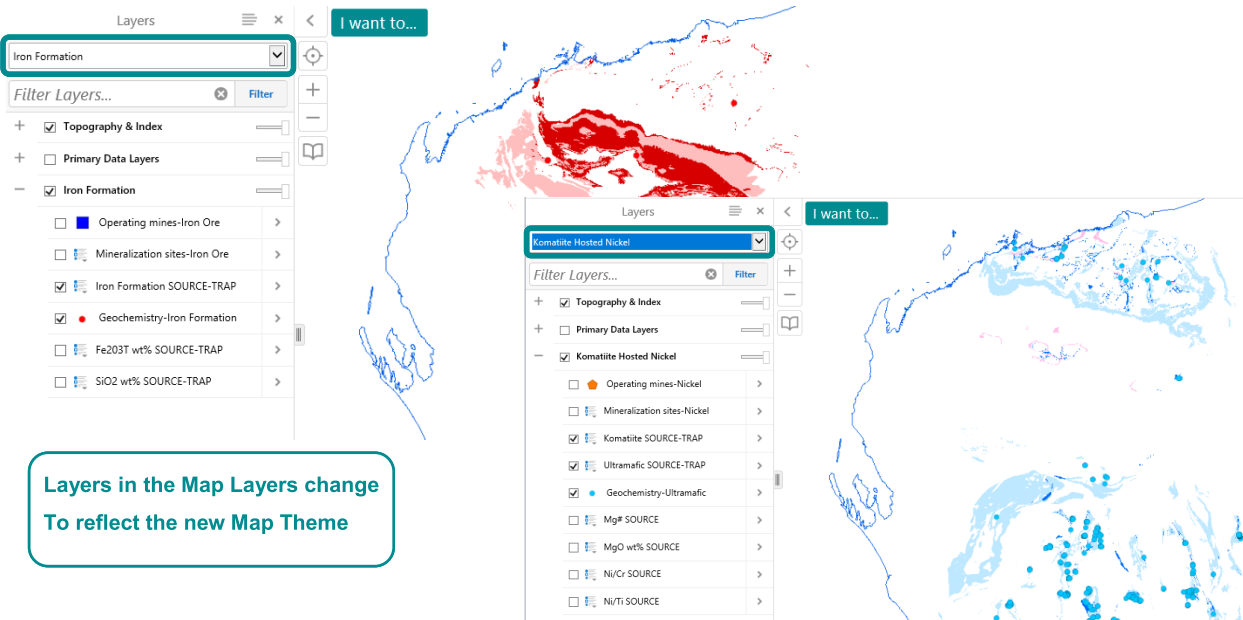 Layers
I want to...
Iron Formation
Filter Layers...
Filter
Topography & Index
Primary Data Layers
Iron Formation
Operating mines-Iron Ore
Mineralization sites-Iron Ore
Iron Formation SOURCE-TRAP
Geochemistry-Iron Formation
Fe203T wt% SOURCE-TRAP
SiO2 wt% SOURCE-TRAP
Layers
I want to...
Komatiite Hosted Nickel
Filter Layers...
Filter
Topography & Index
Primary Data Layers
Komatiite Hosted Nickel
Operating mines-Nickel
Mineralization sites-Nickel
Komatiite SOURCE-TRAP
Ultramafic SOURCE-TRAP
Geochemistry-Ultramafic
Mg# SOURCE
MgO wt% SOURCE
Ni/Cr SOURCE
Ni/Ti SOURCE
Layers in the Map Layers change
To reflect the new Map Theme